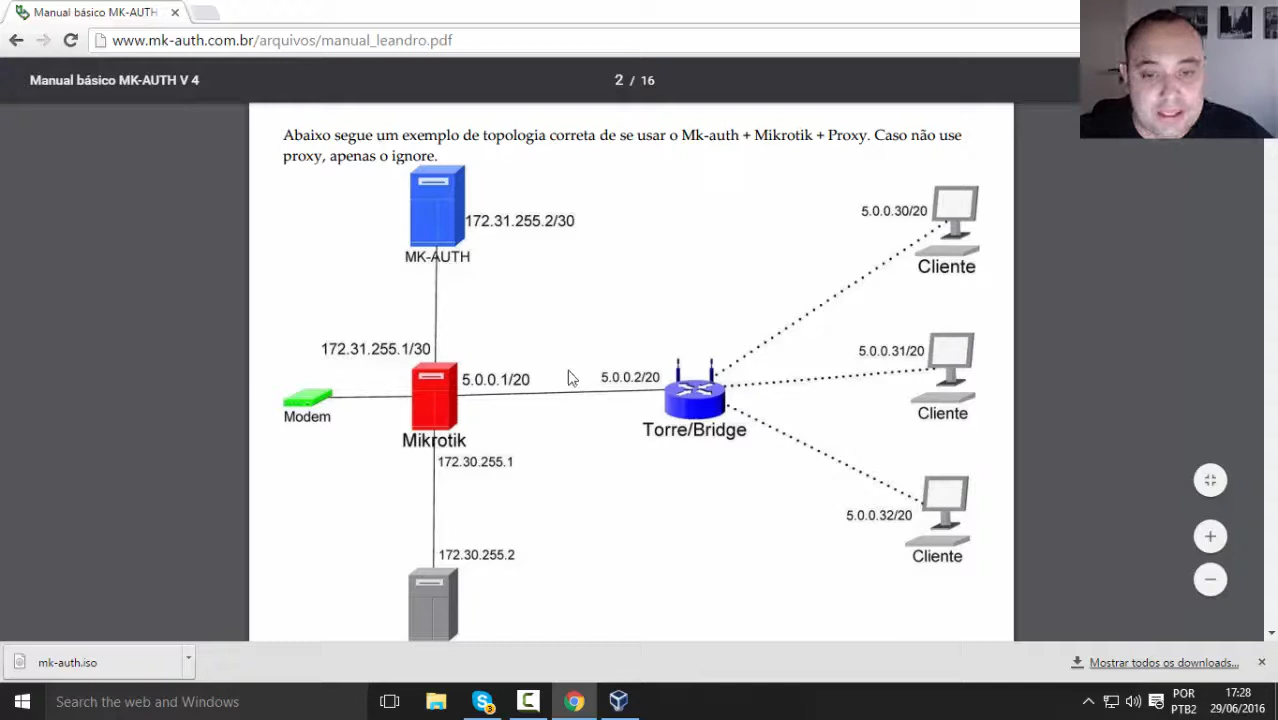 Manual básico MK-AUTH
www.mk-auth.com.br/arquivos/manual_leandro.pdf
Manual básico MK-AUTH V 4
2 / 16
Abaixo segue um exemplo de topologia correta de se usar o Mk-auth + Mikrotik + Proxy. Caso não use
proxy, apenas o ignore.
172.31.255.2/30
MK-AUTH
5.0.0.30/20
Cliente
172.31.255.1/30
5.0.0.1/20
5.0.0.2/20
5.0.0.31/20
Modem
Mikrotik
Torre/Bridge
Cliente
172.30.255.1
172.30.255.2
5.0.0.32/20
Cliente
mk-auth.iso
Mostrar todos os downloads...
Search the web and Windows
3
POR
PTB2
17:28
29/06/2016